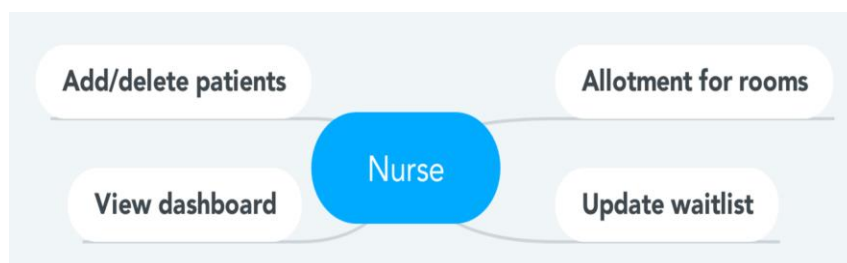 Add/delete patients
Allotment for rooms
Nurse
View dashboard
Update waitlist